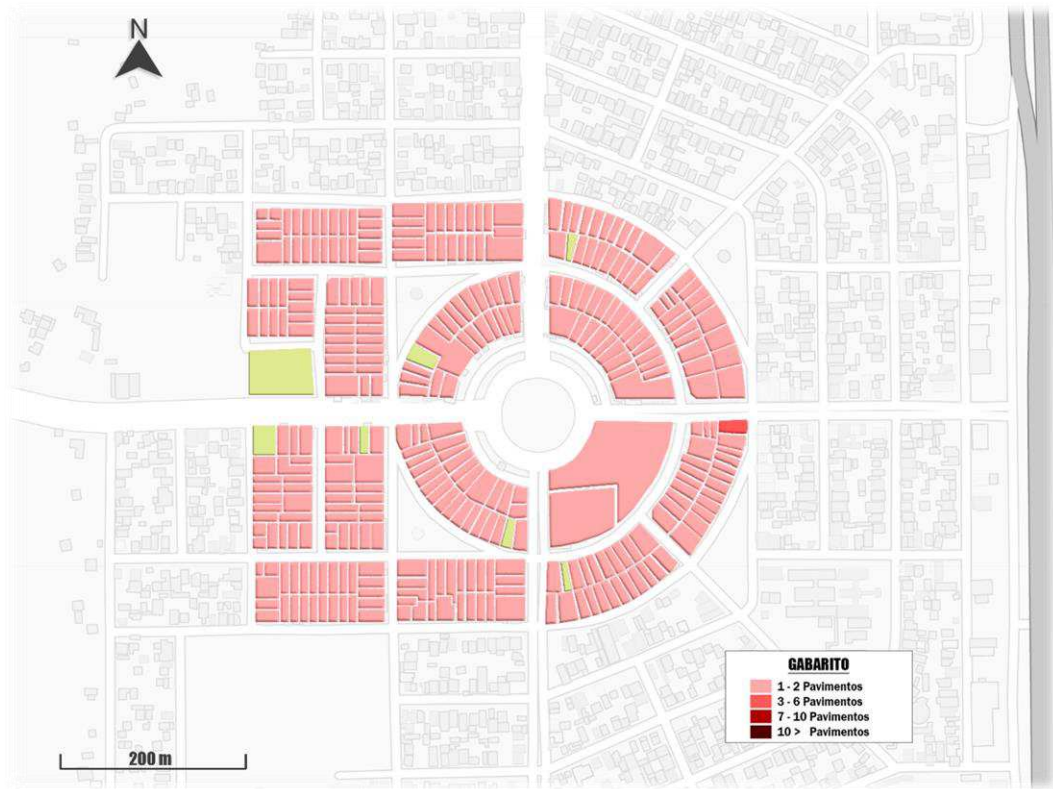 N
GABARITO
1 - 2 Pavimentos
3 - 6 Pavimentos
7 - 10 Pavimentos
10 > Pavimentos
200 m